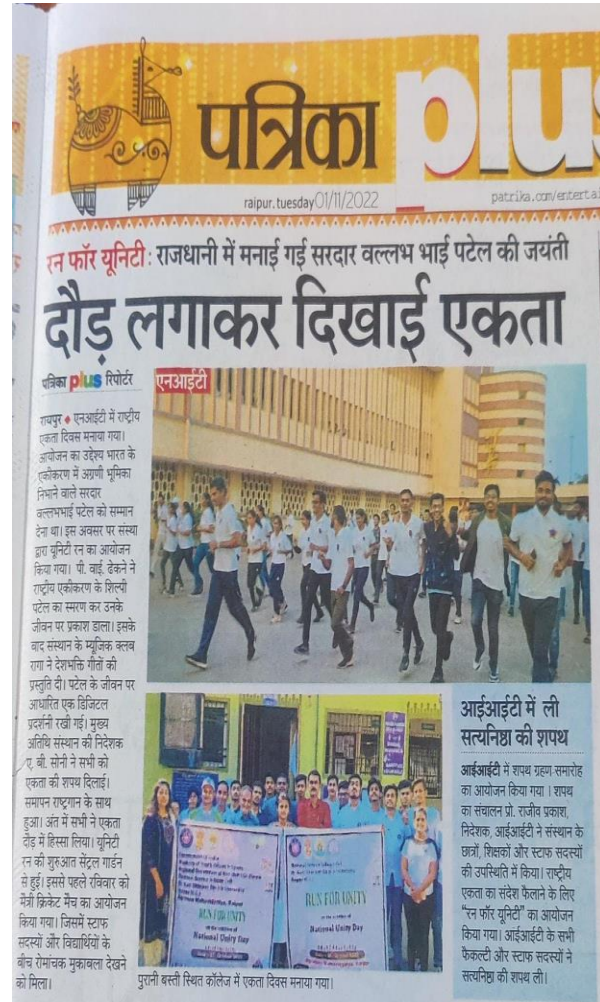 पत्रिका plus
raipur.tuesday 01/11/2022
patrika.com/entertai
रन फॉर यूनिटी: राजधानी में मनाई गई सरदार वल्लभ भाई पटेल की जयंती
दौड़ लगाकर दिखाई एकता
पत्रिका plus रिपोर्टर
रायपुर ◆ एनआईटी में राष्ट्रीय
एकता दिवस मनाया गया।
आयोजन का उद्देश्य भारत के
एकीकरण में अग्रणी भूमिका
निभाने वाले सरदार
वल्लभभाई पटेल को सम्मान
देना था। इस अवसर पर संस्था
द्वारा यूनिटी रन का आयोजन
किया गया। पी. वाई. ढेकने ने
राष्ट्रीय एकीकरण के शिल्पी
पटेल का स्मरण कर उनके
जीवन पर प्रकाश डाला। इसके
बाद संस्थान के म्यूजिक क्लब
रागा ने देशभक्ति गीतों की
प्रस्तुति दी। पटेल के जीवन पर
आधारित एक डिजिटल
प्रदर्शनी रखी गई। मुख्य
अतिथि संस्थान की निदेशक
ए. बी. सोनी ने सभी को
एकता की शपथ दिलाई।
समापन राष्ट्रगान के साथ
हुआ। अंत में सभी ने एकता
दौड़ में हिस्सा लिया। यूनिटी
रन की शुरुआत सेंट्रल गार्डन
से हुई। इससे पहले रविवार को
मैत्री क्रिकेट मैच का आयोजन
किया गया। जिसमें स्टाफ
सदस्यों और विद्यार्थियों के
बीच रोमांचक मुकाबला देखने
को मिला।
एनआईटी
RUN FOR UNITY
National Unity Day
RUN FOR UNITY
National Unity Day
पुरानी बस्ती स्थित कॉलेज में एकता दिवस मनाया गया।
आईआईटी में ली
सत्यनिष्ठा की शपथ
आईआईटी में शपथ ग्रहण समारोह
का आयोजन किया गया। शपथ
का संचालन प्रो. राजीव प्रकाश,
निदेशक, आईआईटी ने संस्थान के
छात्रों, शिक्षकों और स्टाफ सदस्यों
की उपस्थिति में किया। राष्ट्रीय
एकता का संदेश फैलाने के लिए
"रन फॉर यूनिटी" का आयोजन
किया गया। आईआईटी के सभी
फैकल्टी और स्टाफ सदस्यों ने
सत्यनिष्ठा की शपथ ली।